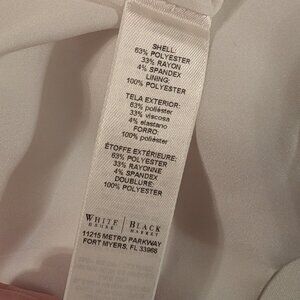 SHELL:
63% POLYESTER
33% RAYON
4% SPANDEX
LINING:
100% POLYESTER
TELA EXTERIOR:
63% poliéster
33% viscosa
4% elastano
FORRO:
100% poliéster
ÉTOFFE EXTÉRIEURE:
63% POLYESTER
33% RAYONNE
4% SPANDEX
DOUBLURE:
100% POLYESTER
WHITE | BLACK
HOUSE | MARKET
11215 METRO PARKWAY
FORT MYERS, FL 33966